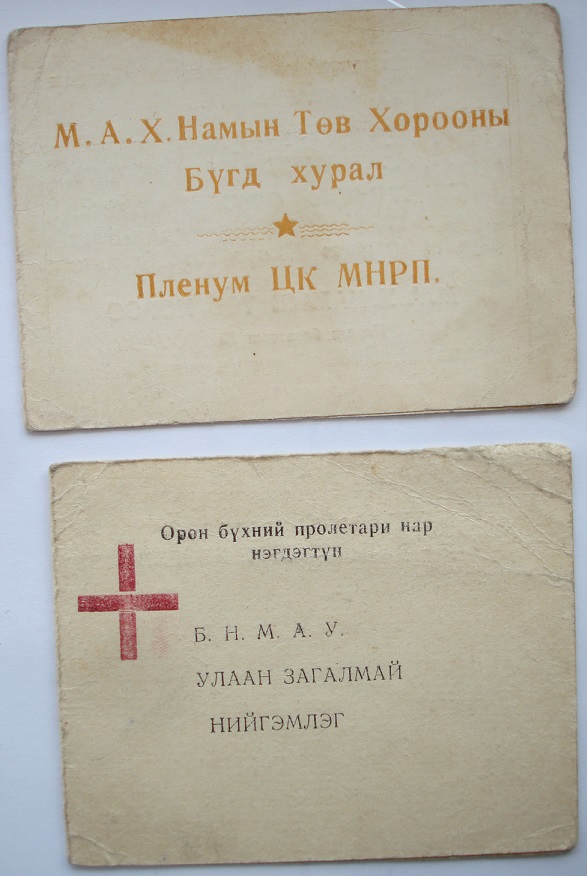 М. А. Х. Намын Төв Хорооны
Бүгд хурал
Пленум ЦК МНРП.
Орон бүхний пролетари нар
нэгдэгтүн
Б. Н. М. А. У.
УЛААН ЗАГАЛМАЙ
НИЙГЭМЛЭГ